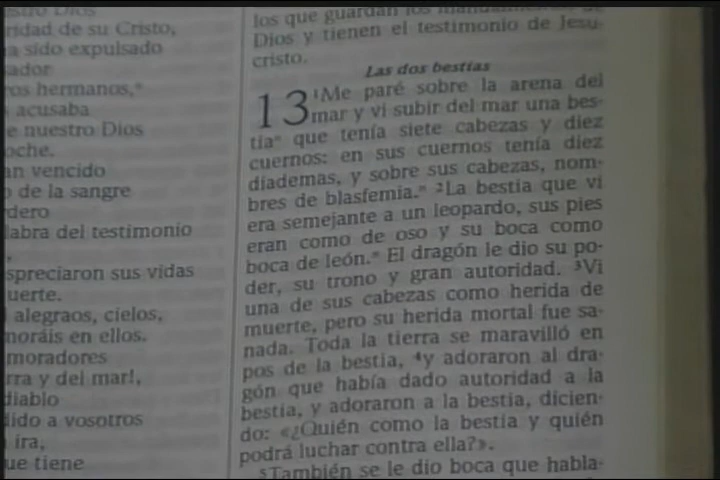 ridad de su Cristo,
a sido expulsado
ador
os hermanos,
acusaba
e nuestro Dios
oche.
an vencido
de la sangre
dero
labra del testimonio
spreciaron sus vidas
uerte.
alegraos, cielos,
moráis en ellos.
moradores
rra y del mar!,
diablo
dido a vosotros
ira,
ue tiene
los que guardan los mandamientos de
Dios y tienen el testimonio de Jesu-
cristo.
Las dos bestias
13 ¹Me paré sobre la arena del
mar y vi subir del mar una bes-
tia" que tenía siete cabezas y diez
cuernos: en sus cuernos tenía diez
diademas, y sobre sus cabezas, nom-
bres de blasfemia." ²La bestia que vi
era semejante a un leopardo, sus pies
eran como de oso y su boca como
boca de león." El dragón le dio su po-
der, su trono y gran autoridad. ³Vi
una de sus cabezas como herida de
muerte, pero su herida mortal fue sa-
nada. Toda la tierra se maravilló en
pos de la bestia, ⁴y adoraron al dra-
gón que había dado autoridad a la
bestia, y adoraron a la bestia, dicien-
do: «¿Quién como la bestia y quién
podrá luchar contra ella?».
⁵También se le dio boca que habla-